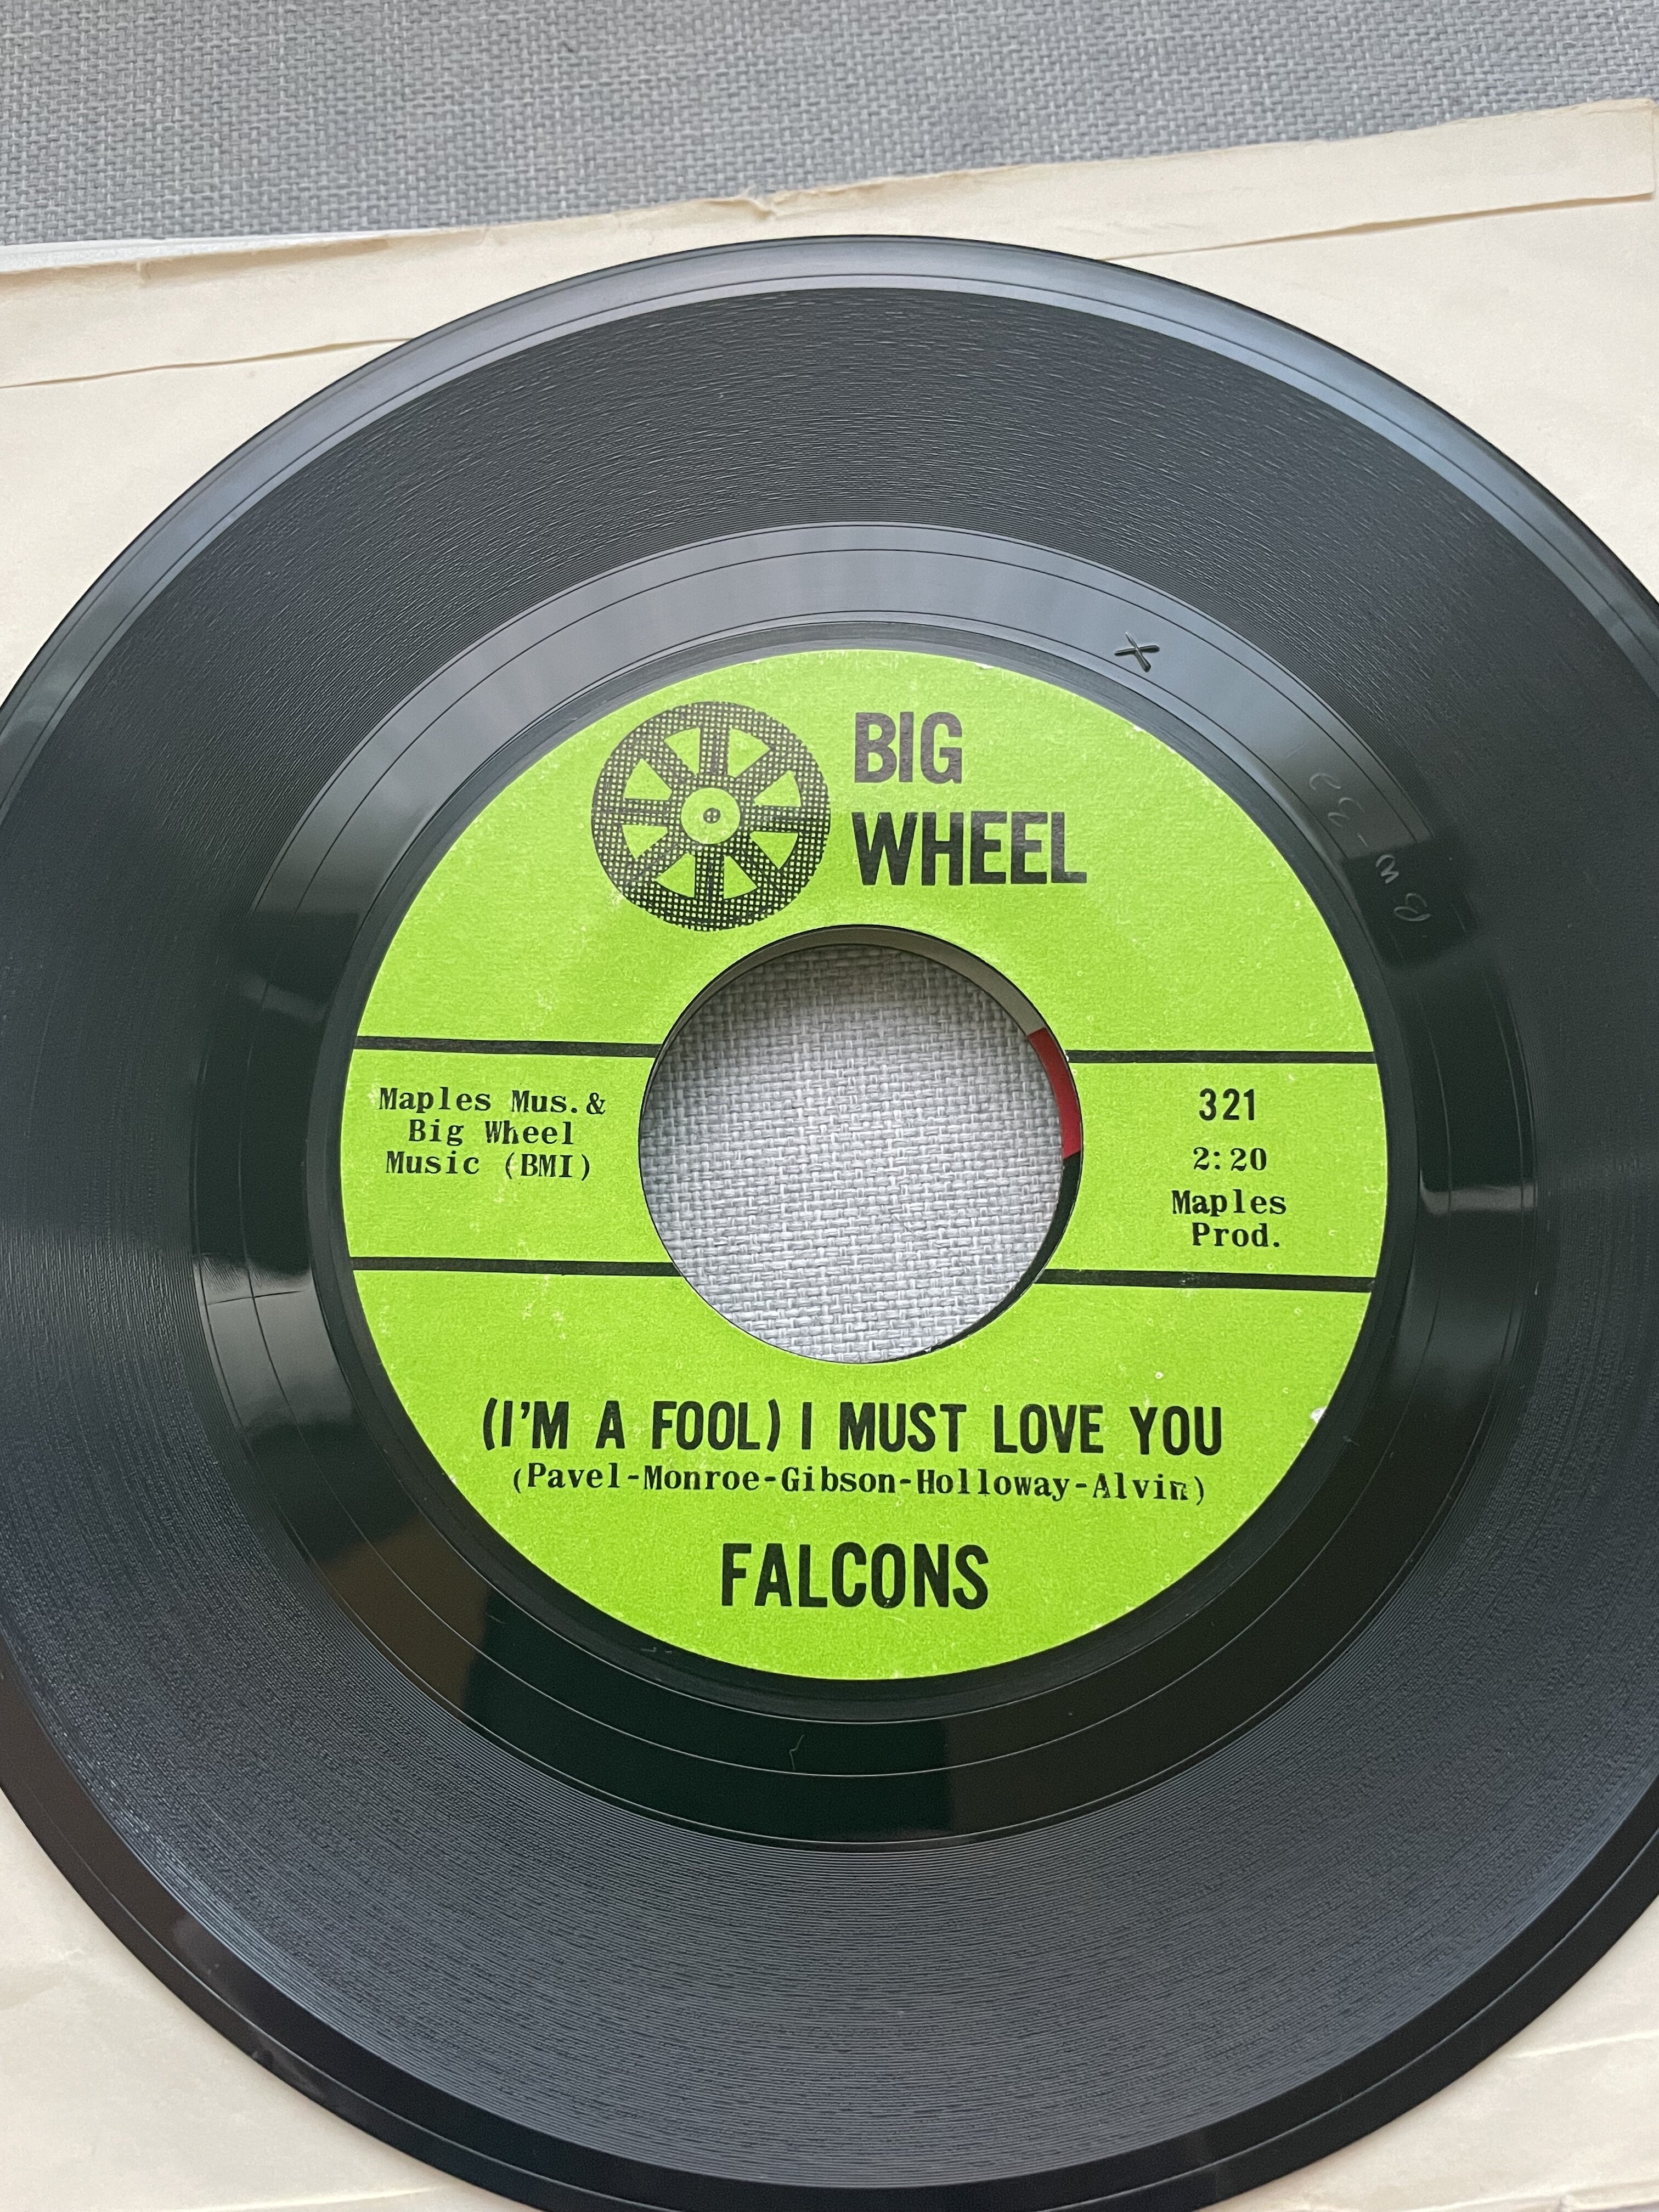 BIG
WHEEL
Maples Mus.&
Big Wheel
Music (BMI)
321
2:20
Maples
Prod.
(I'M A FOOL) I MUST LOVE YOU
(Pavel-Monroe-Gibson-Holloway-Alvin)
FALCONS
X